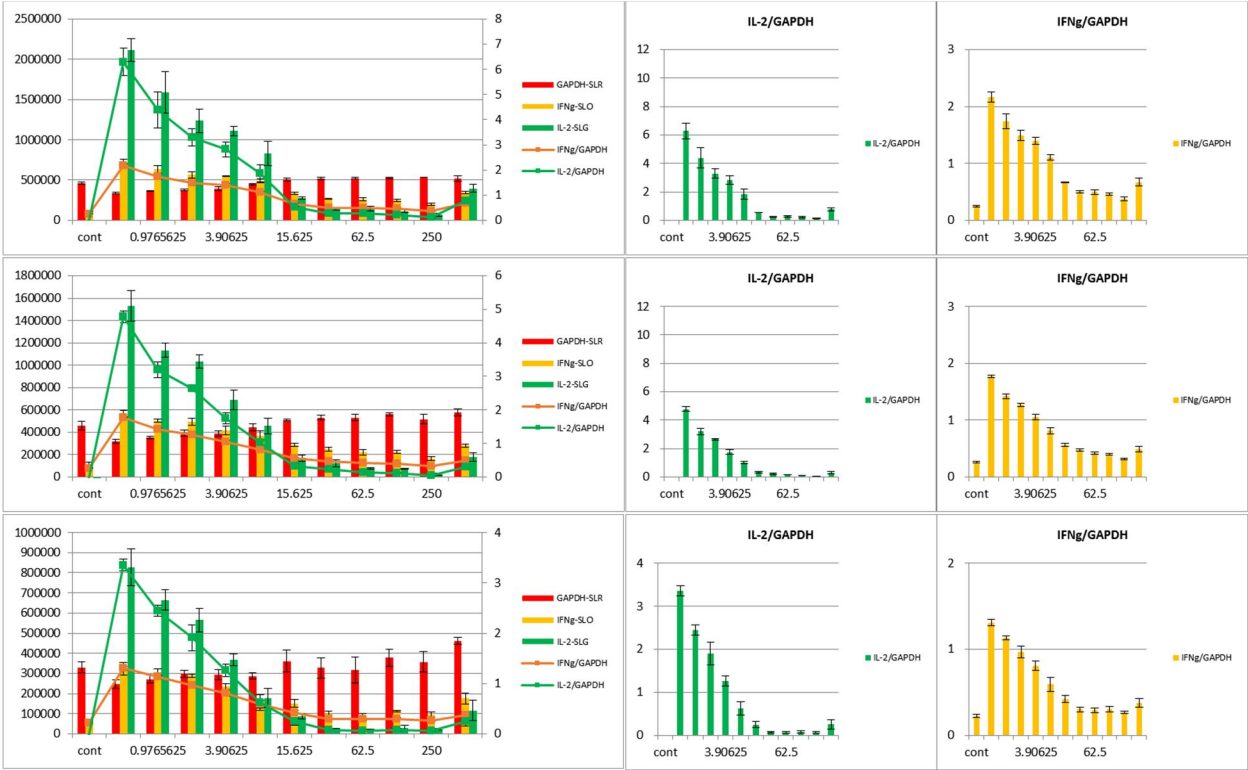 2500000
2000000
1500000
1000000
500000
0
8
7
6
5
4
3
2
1
0
cont 0.9765625 3.90625 15.625 62.5 250
GAPDH-SLR
IFNg-SLO
IL-2-SLG
IFNg/GAPDH
IL-2/GAPDH
IL-2/GAPDH
12
10
8
6
4
2
0
cont 3.90625 62.5
IL-2/GAPDH
IFNg/GAPDH
3
2
1
0
cont 3.90625 62.5
IFNg/GAPDH
1800000
1600000
1400000
1200000
1000000
800000
600000
400000
200000
0
6
5
4
3
2
1
0
cont 0.9765625 3.90625 15.625 62.5 250
GAPDH-SLR
IFNg-SLO
IL-2-SLG
IFNg/GAPDH
IL-2/GAPDH
IL-2/GAPDH
12
10
8
6
4
2
0
cont 3.90625 62.5
IL-2/GAPDH
IFNg/GAPDH
3
2
1
0
cont 3.90625 62.5
IFNg/GAPDH
1000000
900000
800000
700000
600000
500000
400000
300000
200000
100000
0
4
3
2
1
0
cont 0.9765625 3.90625 15.625 62.5 250
GAPDH-SLR
IFNg-SLO
IL-2-SLG
IFNg/GAPDH
IL-2/GAPDH
IL-2/GAPDH
4
3
2
1
0
cont 3.90625 62.5
IL-2/GAPDH
IFNg/GAPDH
2
1
0
cont 3.90625 62.5
IFNg/GAPDH